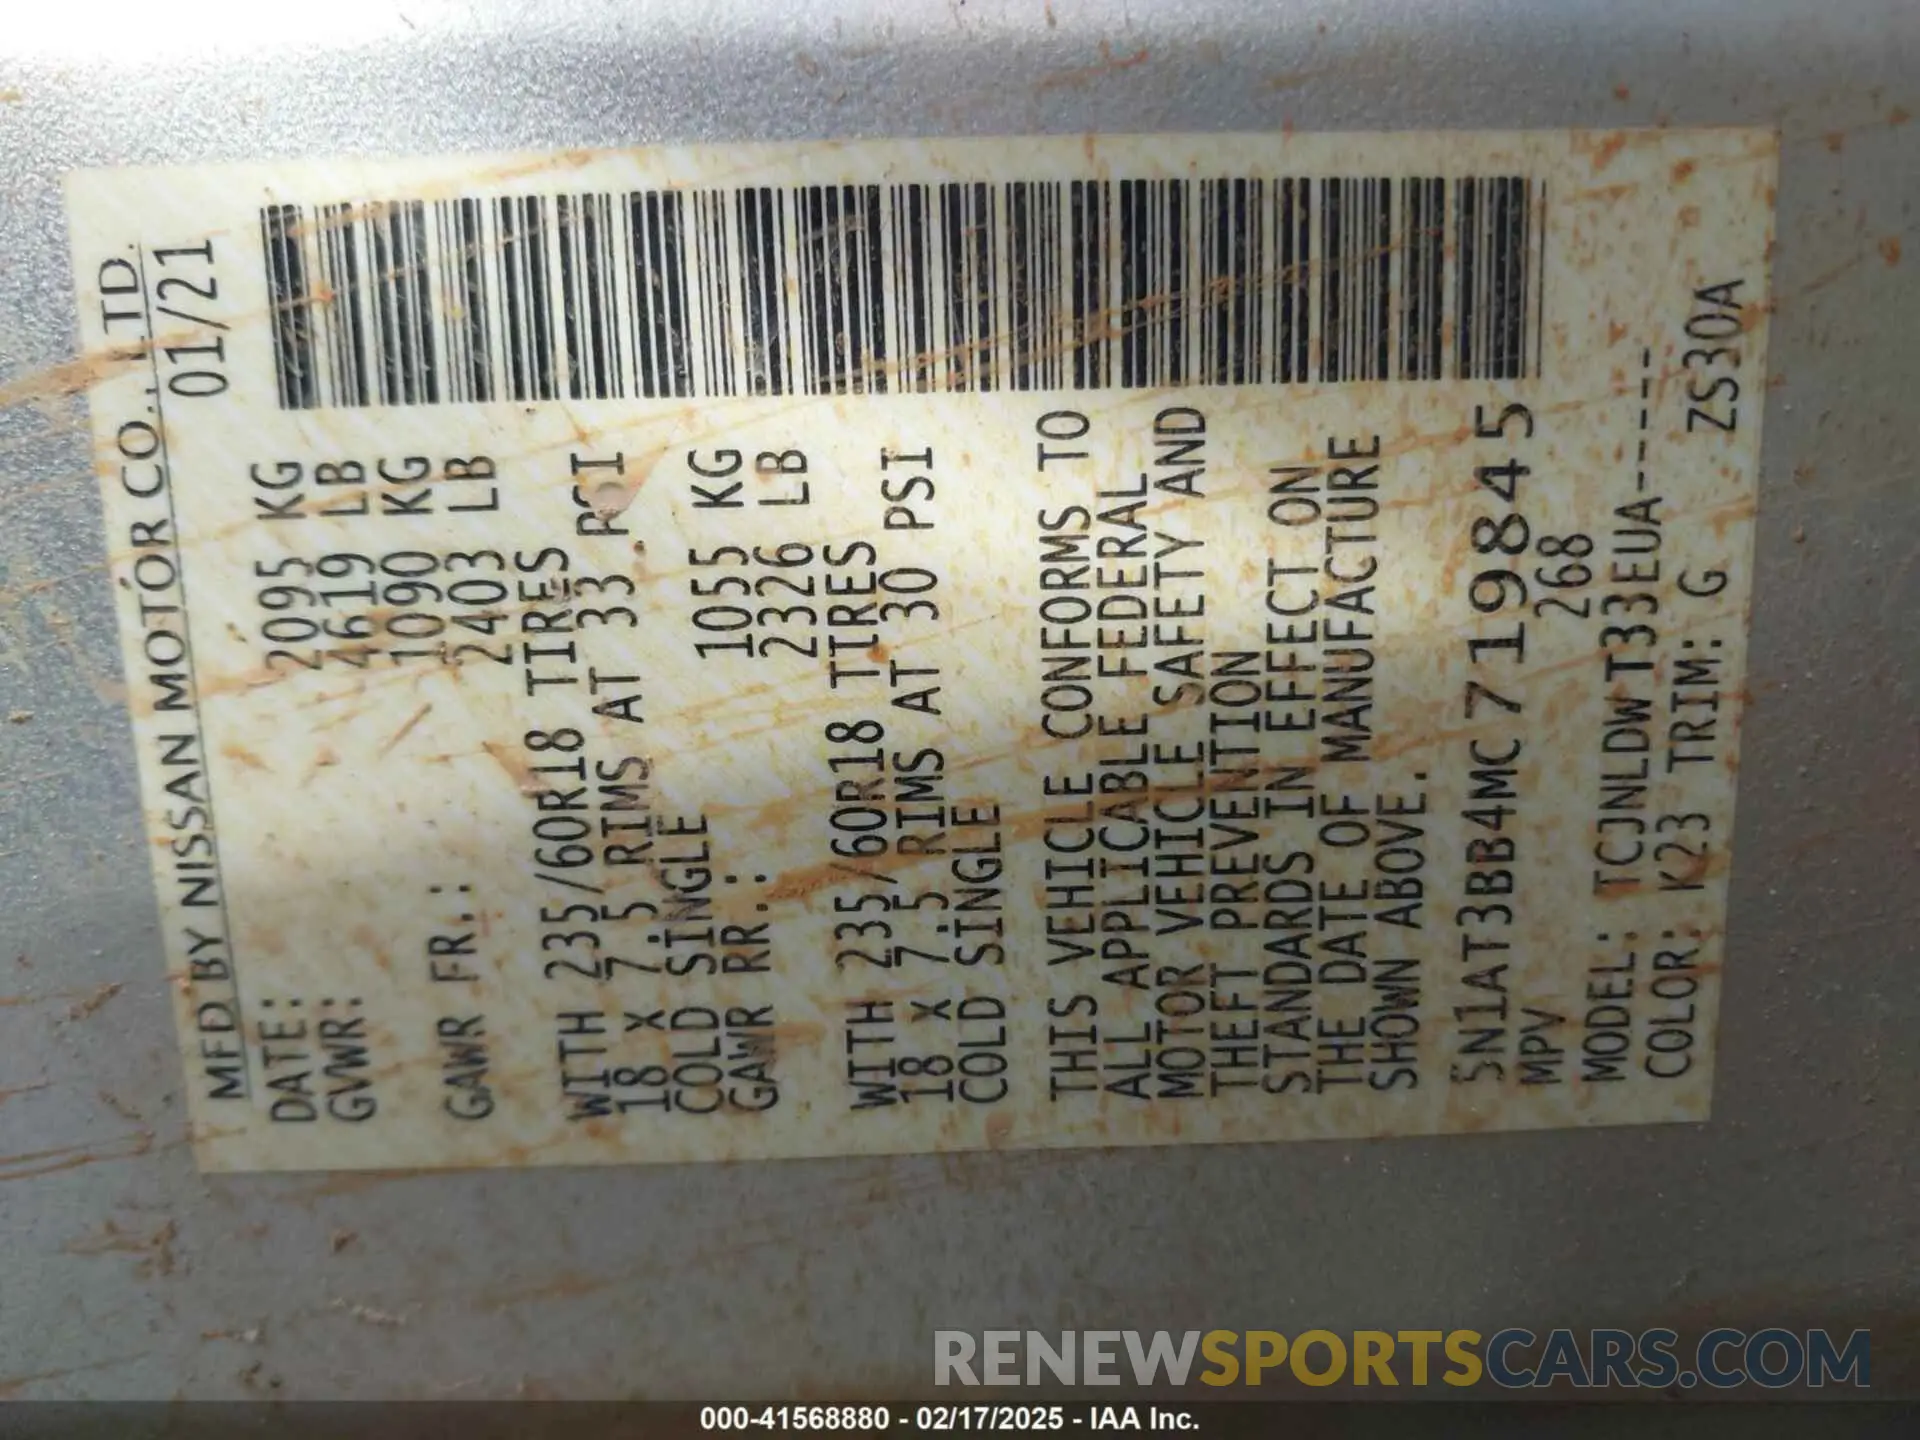 MFD BY NISSAN MOTOR CO., LTD.
DATE: 01/21
GVWR: 2095 KG
4619 LB
GAWR FR.: 1090 KG
2403 LB
WITH 235/60R18 TIRES
18 X 7.5 RIMS AT 33 PSI
COLD SINGLE
GAWR RR.: 1055 KG
2326 LB
WITH 235/60R18 TIRES
18 X 7.5 RIMS AT 30 PSI
COLD SINGLE
THIS VEHICLE CONFORMS TO
ALL APPLICABLE FEDERAL
MOTOR VEHICLE SAFETY AND
THEFT PREVENTION
STANDARDS IN EFFECT ON
THE DATE OF MANUFACTURE
SHOWN ABOVE.
5N1AT3BB4MC719845
MPV 268
MODEL: TCJNLDWT33EUA-----
COLOR: K23 TRIM: G ZS30A
RENEWSPORTSCARS.COM
000-41568880 - 02/17/2025 - IAA Inc.